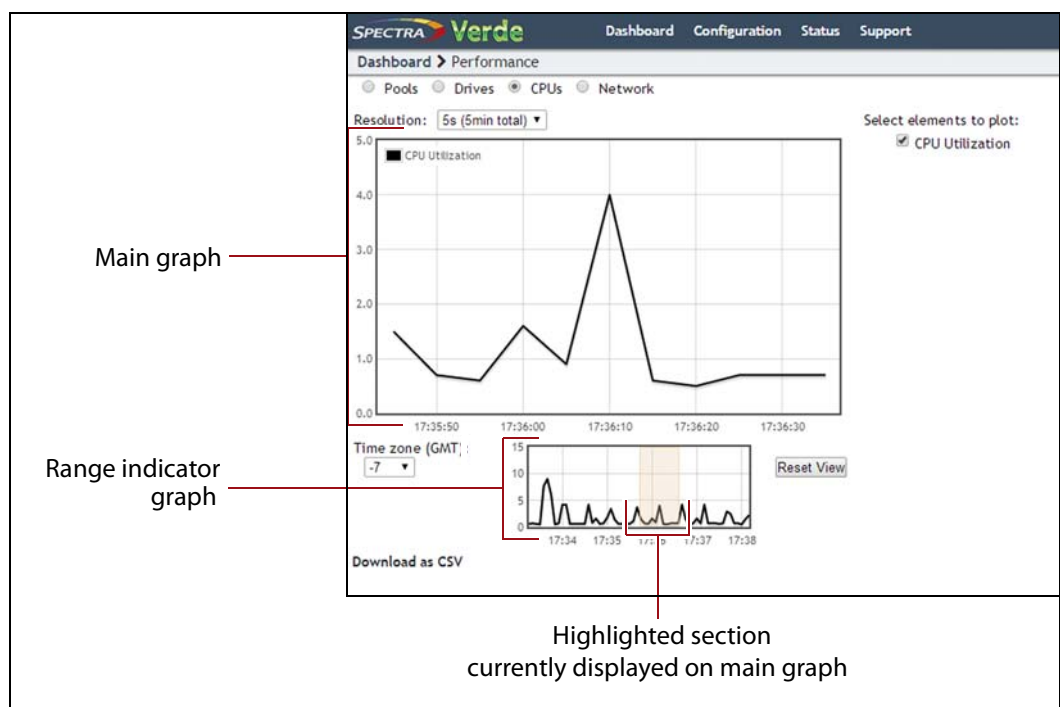 SPECTRA Verde Dashboard Configuration Status Support
Dashboard > Performance
Pools Drives CPUs Network
Resolution: 5s (5min total) ▼
Select elements to plot:
CPU Utilization
5.0
CPU Utilization
4.0
3.0
2.0
1.0
0.0
17:35:50 17:36:00 17:36:10 17:36:20 17:36:30
Main graph
Time zone (GMT) :
-7 ▼
15
10
5
0
17:34 17:35 17:36 17:37 17:38
Reset View
Range indicator
graph
Download as CSV
Highlighted section
currently displayed on main graph